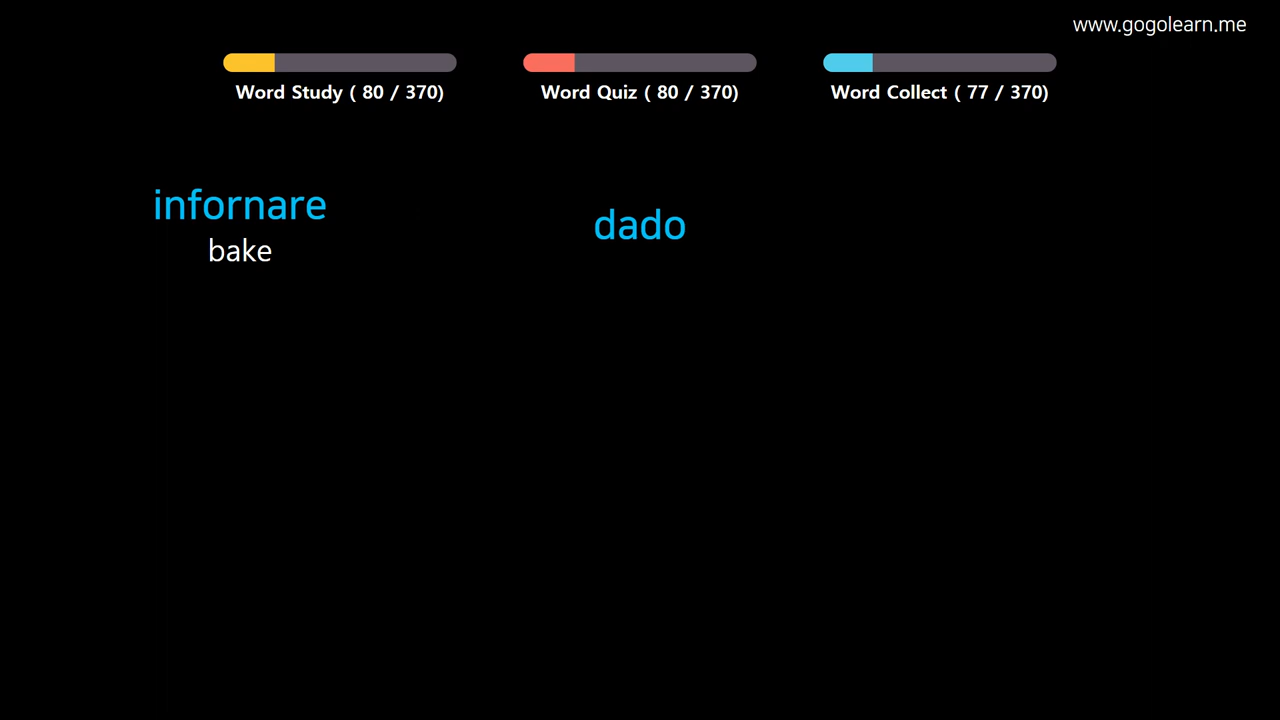 www.gogolearn.me
Word Study ( 80 / 370)
Word Quiz ( 80 / 370)
Word Collect ( 77 / 370)
infornare
bake
dado